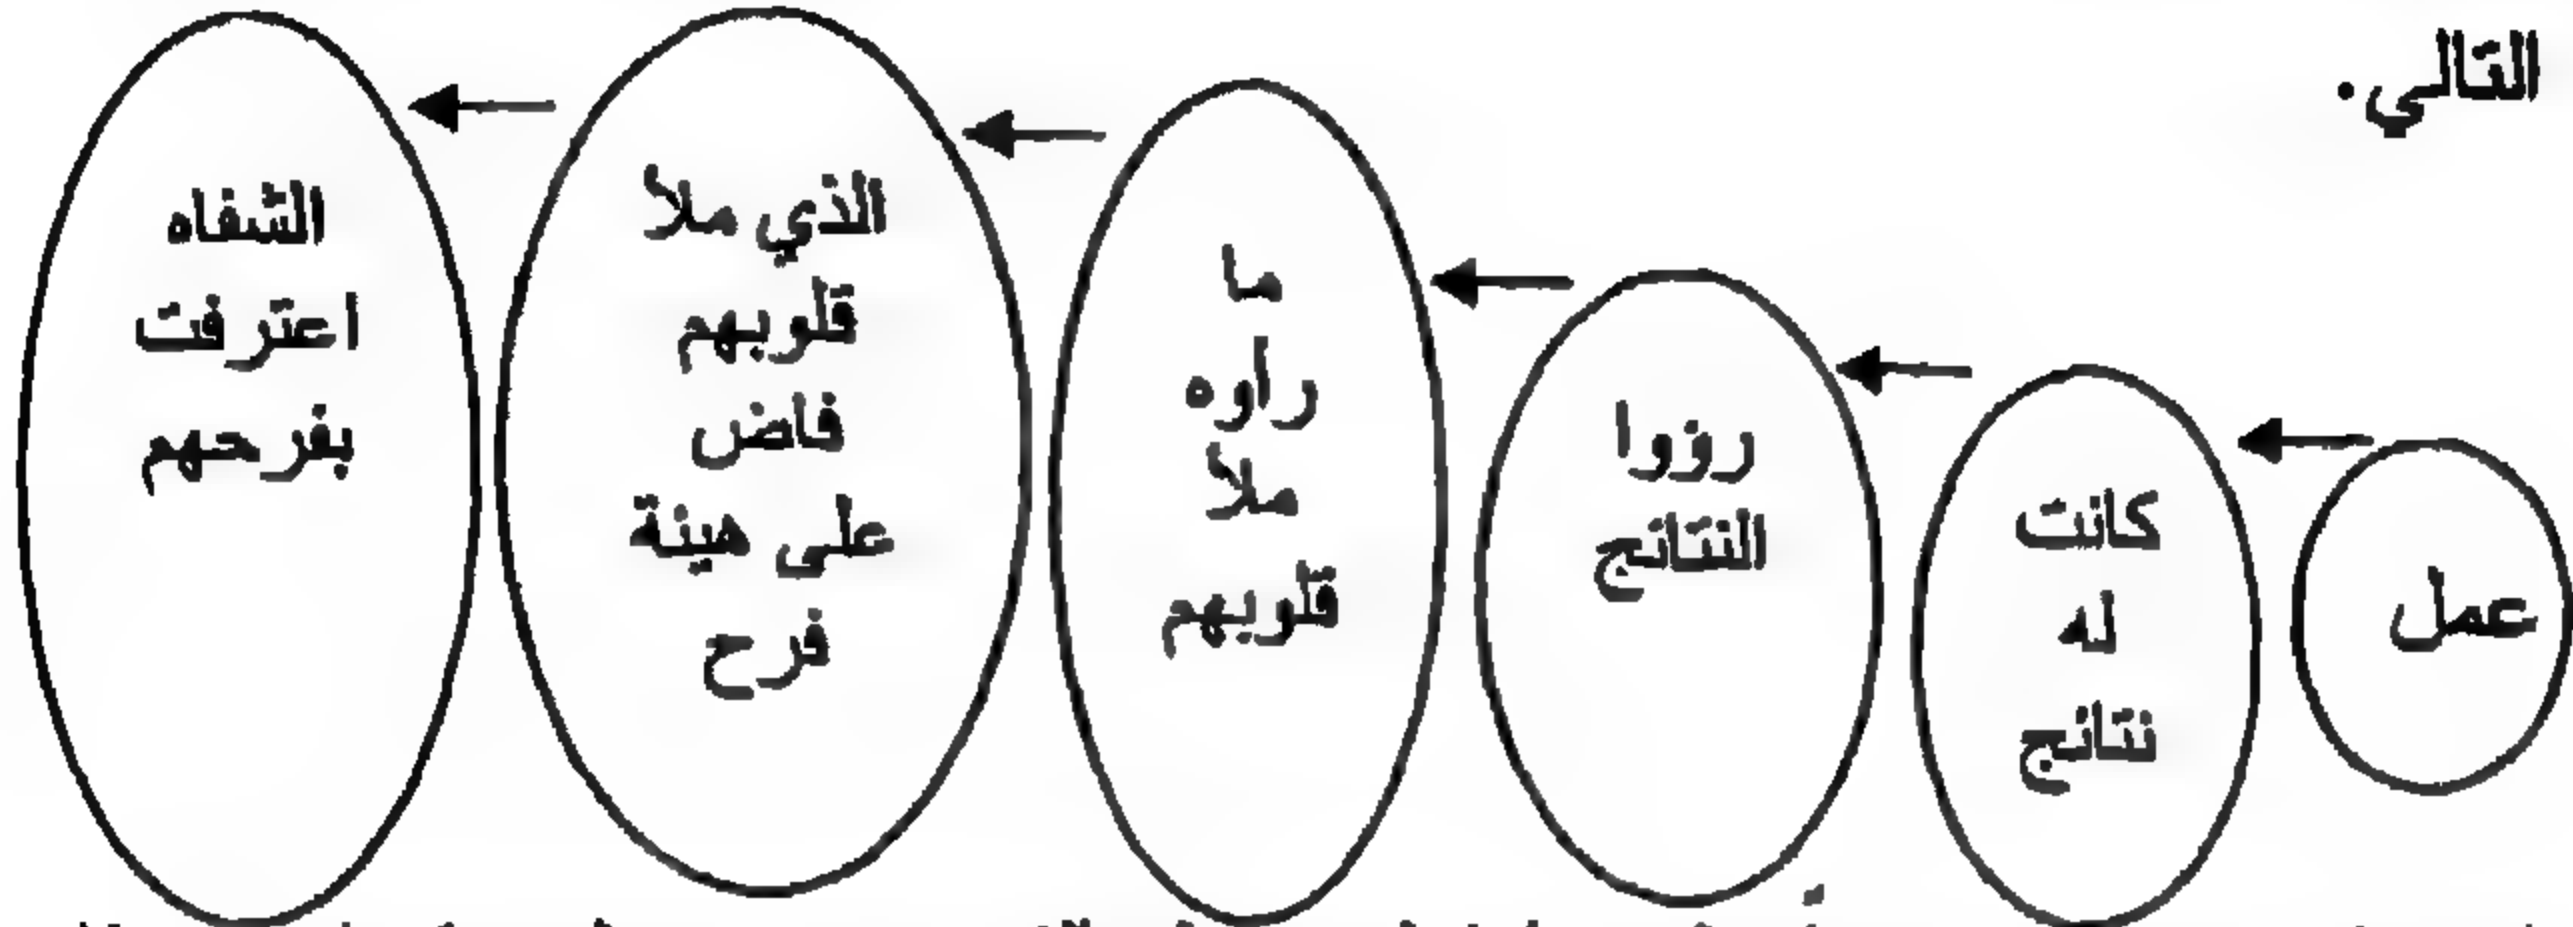 التالي.
عمل
كانت
له
نتائج
رؤوا
النتائج
ما
راوه
ملأ
قلوبهم
الذي ملأ
قلوبهم
فاض
على هيئة
فرح
الشفاه
اعترفت
بفرحهم